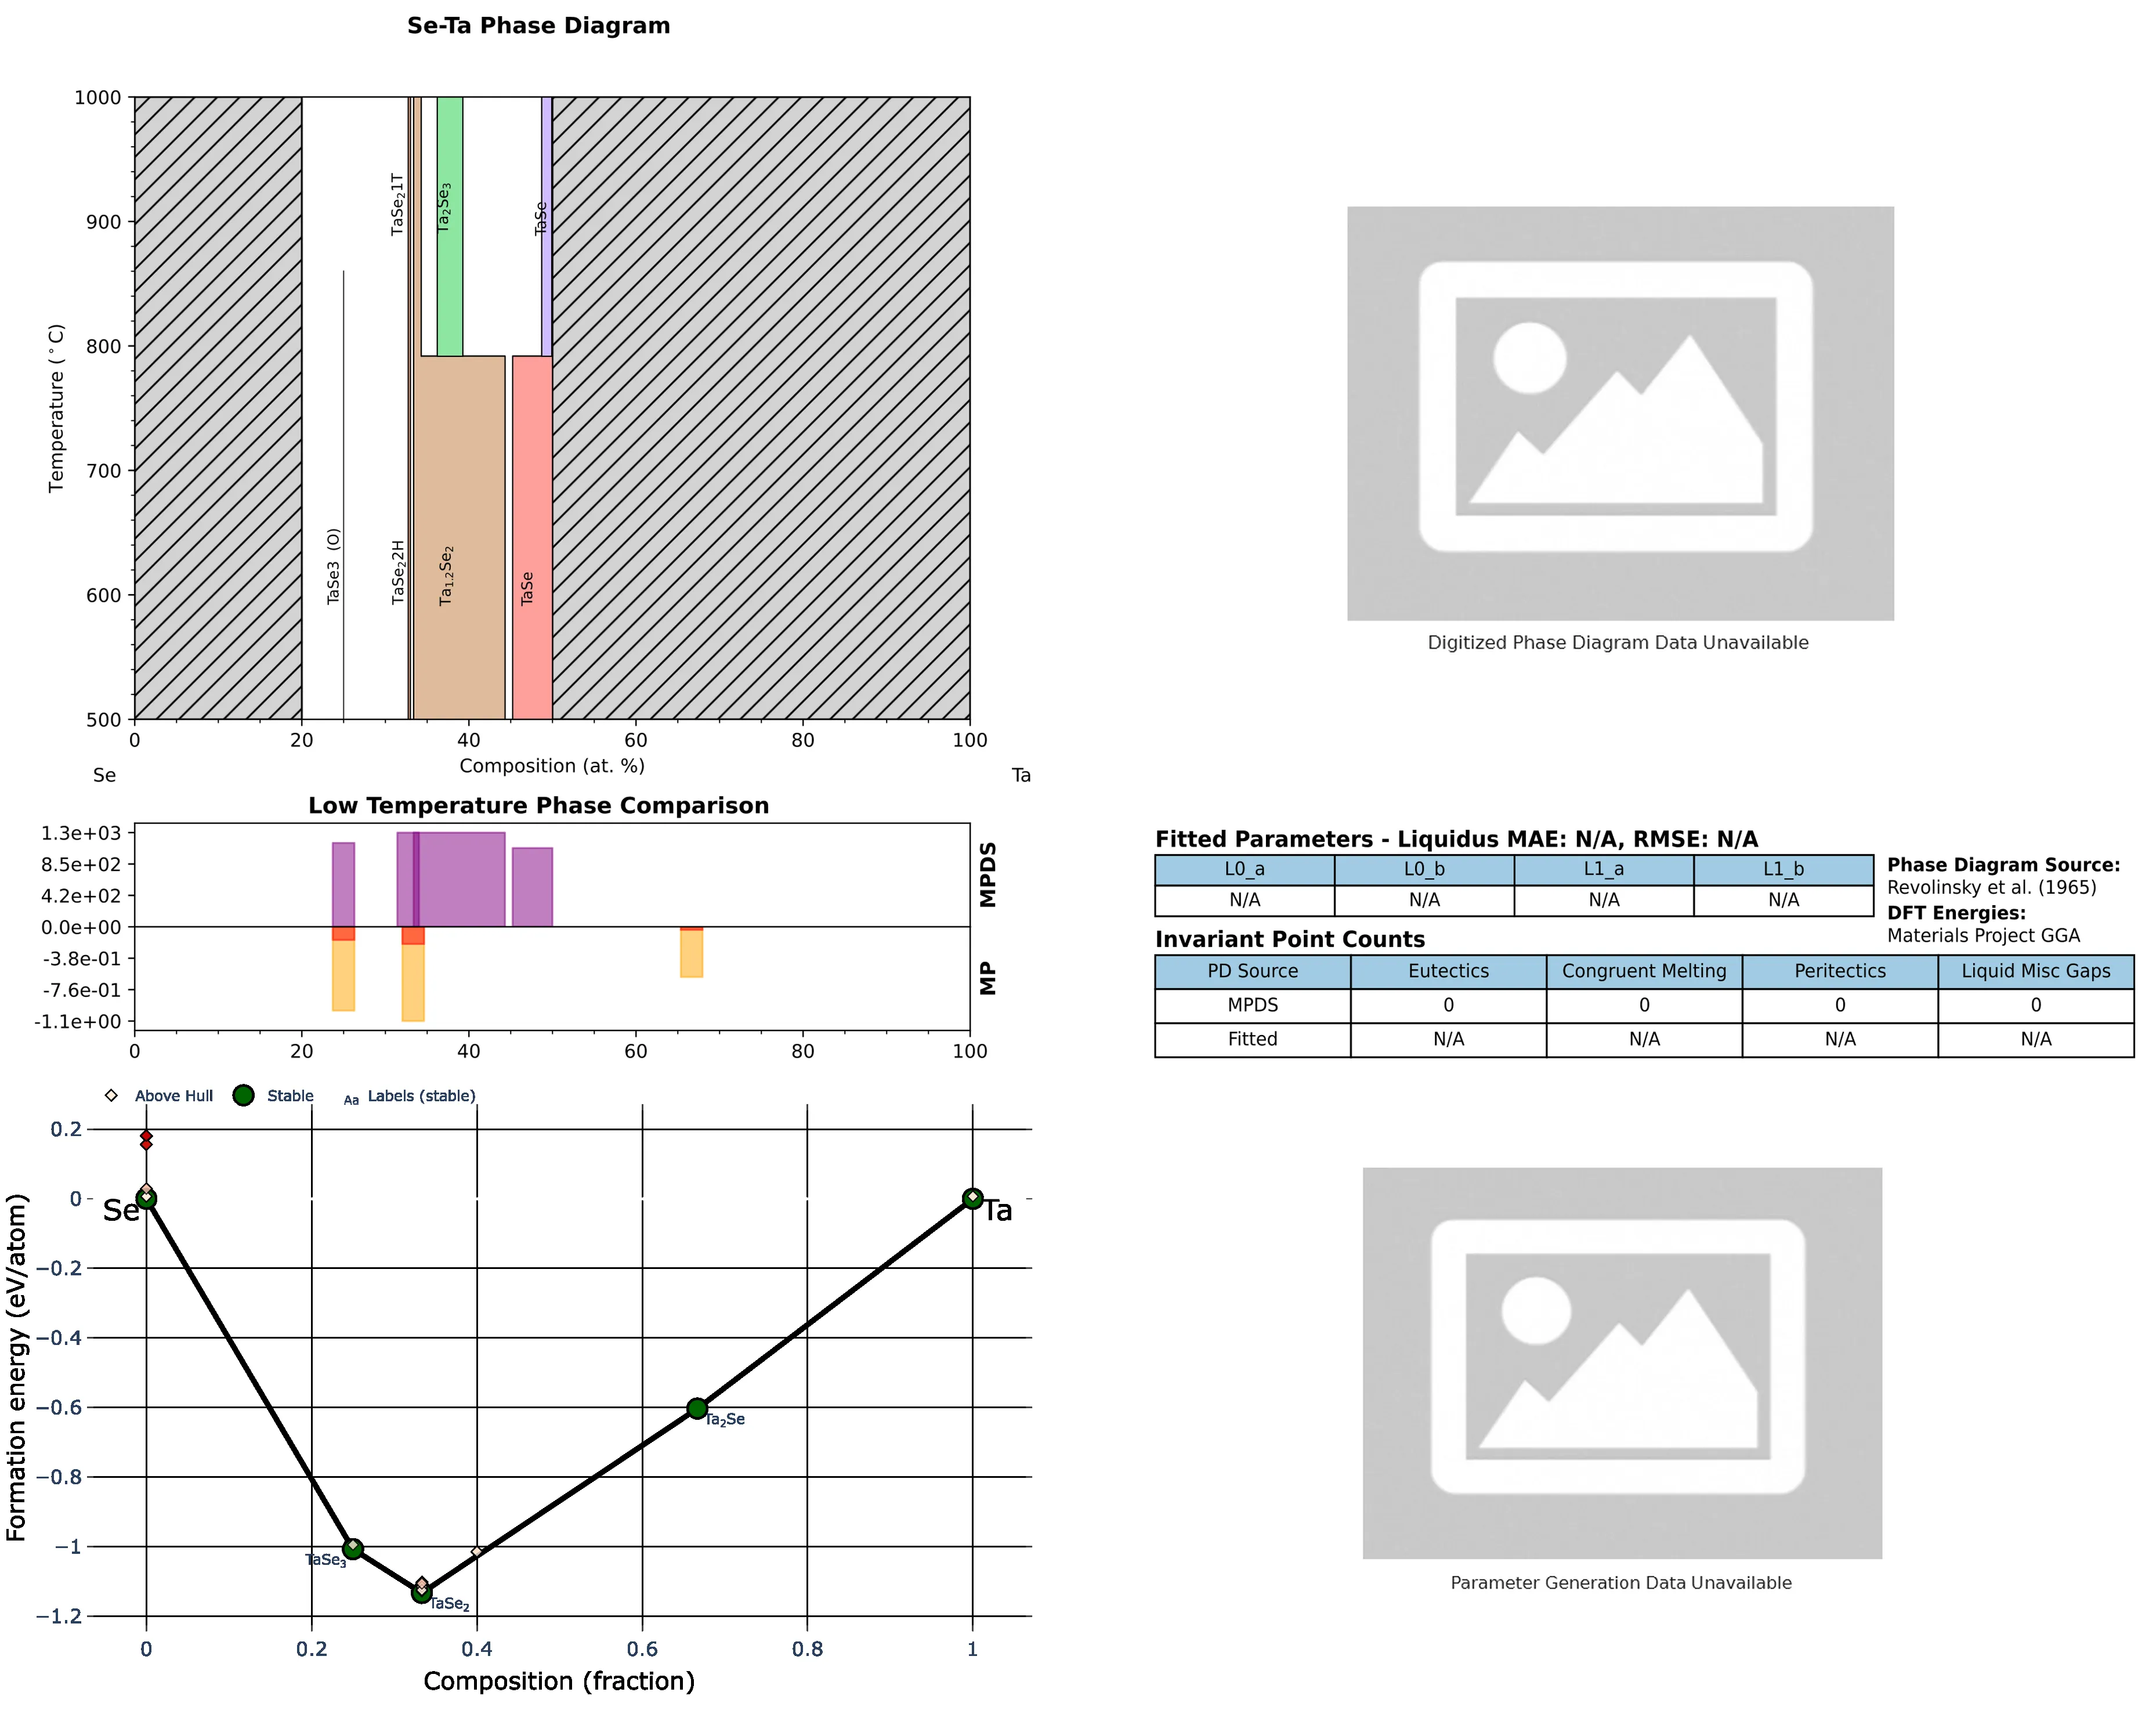 Se-Ta Phase Diagram
1000
900
800
700
600
500
Temperature (°C)
TaSe₂1T
Ta₂Se₃
TaSe
TaSe3 (O)
TaSe₂2H
Ta₁.₂Se₂
TaSe
0 20 40 60 80 100
Composition (at. %)
Se Ta
Digitized Phase Diagram Data Unavailable
Low Temperature Phase Comparison
1.3e+03
8.5e+02
4.2e+02
0.0e+00
-3.8e-01
-7.6e-01
-1.1e+00
MPDS
MP
0 20 40 60 80 100
Fitted Parameters - Liquidus MAE: N/A, RMSE: N/A
L0_a L0_b L1_a L1_b
N/A N/A N/A N/A
Phase Diagram Source:
Revolinsky et al. (1965)
DFT Energies:
Materials Project GGA
Invariant Point Counts
PD Source Eutectics Congruent Melting Peritectics Liquid Misc Gaps
MPDS 0 0 0 0
Fitted N/A N/A N/A N/A
Above Hull Stable Aa Labels (stable)
0.2
0
−0.2
−0.4
−0.6
−0.8
−1
−1.2
Formation energy (eV/atom)
Se
Ta
Ta₂Se
TaSe₃
TaSe₂
0 0.2 0.4 0.6 0.8 1
Composition (fraction)
Parameter Generation Data Unavailable